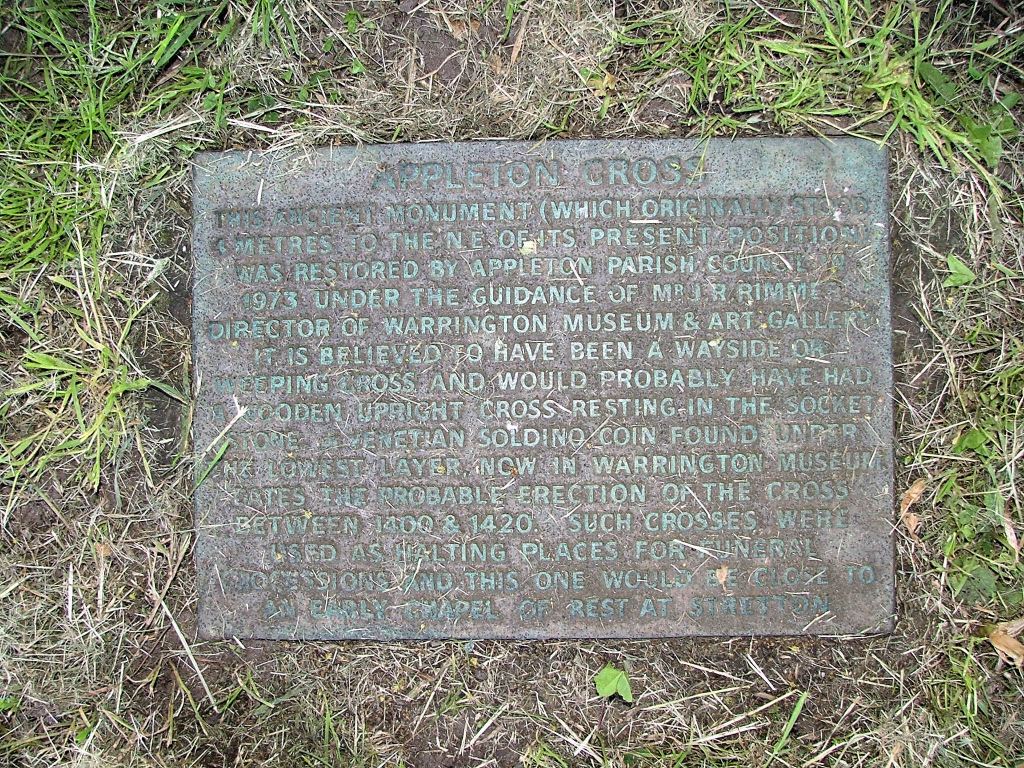 APPLETON CROSS
THIS ANCIENT MONUMENT (WHICH ORIGINALLY STOOD
METRES TO THE N.E. OF ITS PRESENT POSITION)
WAS RESTORED BY APPLETON PARISH COUNCIL IN
1973 UNDER THE GUIDANCE OF MR J.R. RIMMER
DIRECTOR OF WARRINGTON MUSEUM & ART GALLERY.
IT IS BELIEVED TO HAVE BEEN A WAYSIDE OR
WEEPING CROSS AND WOULD PROBABLY HAVE HAD
A WOODEN UPRIGHT CROSS RESTING IN THE SOCKET
STONE. A VENETIAN SOLDINO COIN FOUND UNDER
THE LOWEST LAYER, NOW IN WARRINGTON MUSEUM
DATES THE PROBABLE ERECTION OF THE CROSS
BETWEEN 1400 & 1420. SUCH CROSSES WERE
USED AS HALTING PLACES FOR FUNERAL
PROCESSIONS AND THIS ONE WOULD BE CLOSE TO
AN EARLY CHAPEL OF REST AT STRETTON